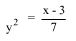 y² = (x - 3)/7